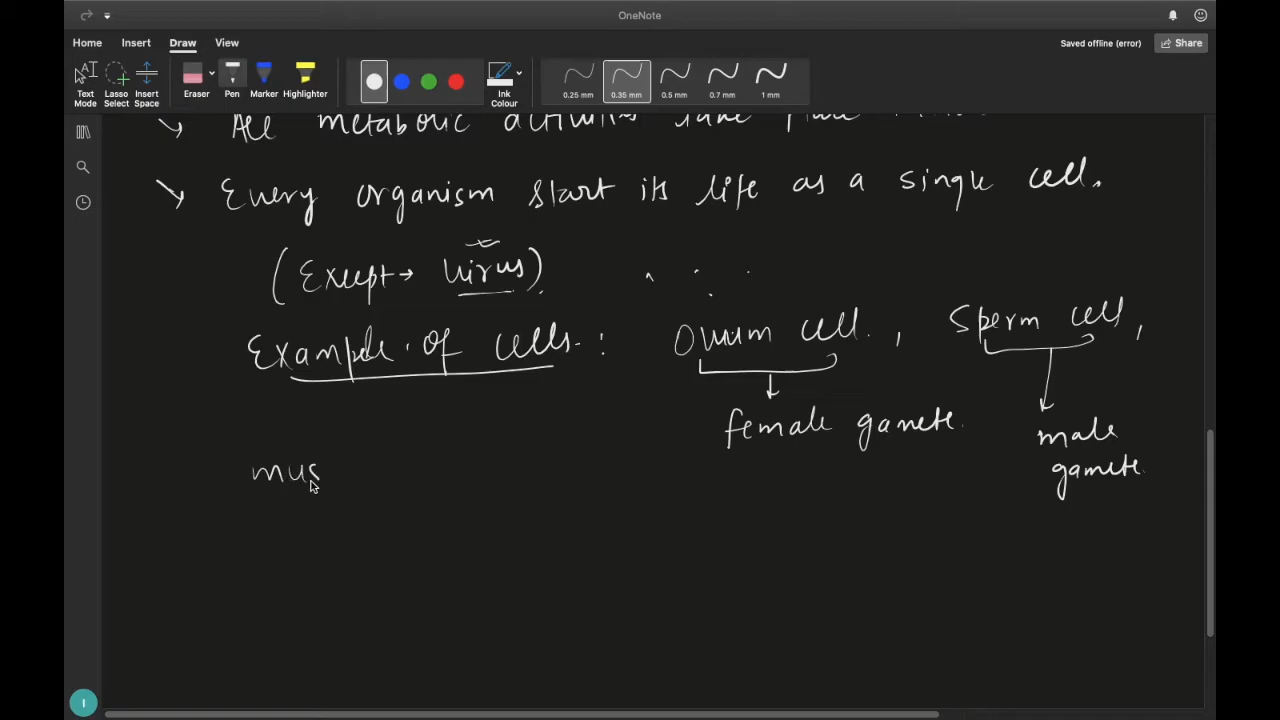 OneNote
Home Insert Draw View
Saved offline (error) Share
Text Mode Lasso Select Insert Space Eraser Pen Marker Highlighter Ink Colour 0.25 mm 0.35 mm 0.5 mm 0.7 mm 1 mm
All metabolic activities take place
Every organism start its life as a single cell.
(Except → Virus)
Example of cells : Ovum cell. , Sperm cell,
female gamete.
male
gamete.
mus
I